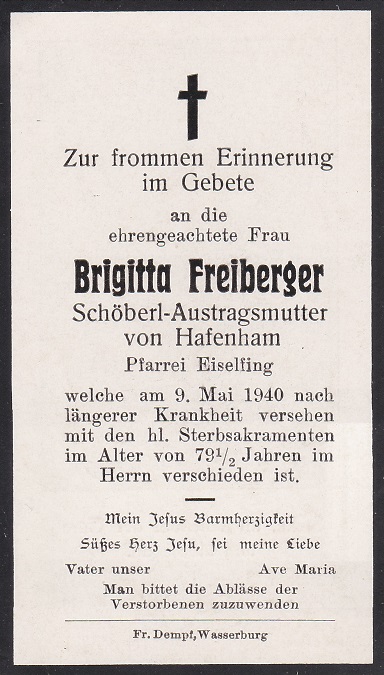 Zur frommen Erinnerung
im Gebete
an die
ehrengeachtete Frau
Brigitta Freiberger
Schöberl-Austragsmutter
von Hafenham
Pfarrei Eiselfing
welche am 9. Mai 1940 nach
längerer Krankheit versehen
mit den hl. Sterbsakramenten
im Alter von 79½ Jahren im
Herrn verschieden ist.
Mein Jesus Barmherzigkeit
Süßes Herz Jesu, sei meine Liebe
Vater unser Ave Maria
Man bittet die Ablässe der
Verstorbenen zuzuwenden
Fr. Dempf, Wasserburg